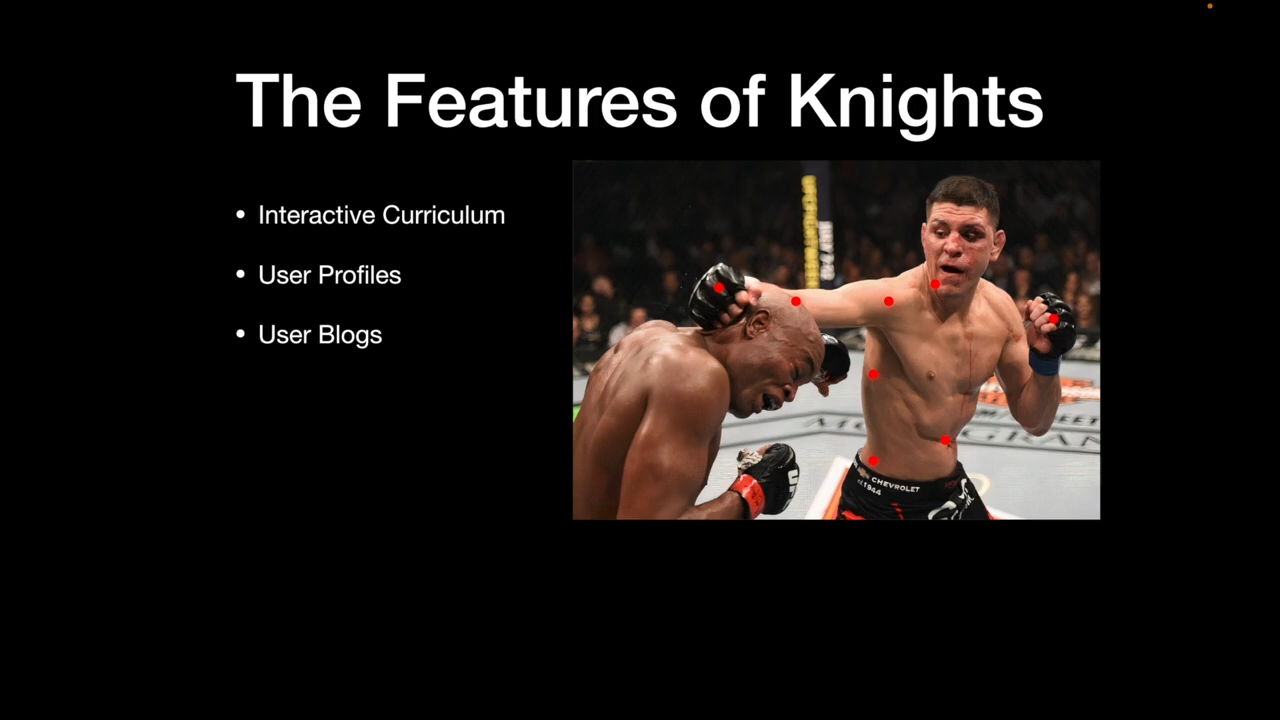 The Features of Knights
• Interactive Curriculum
• User Profiles
• User Blogs
CHEVROLET